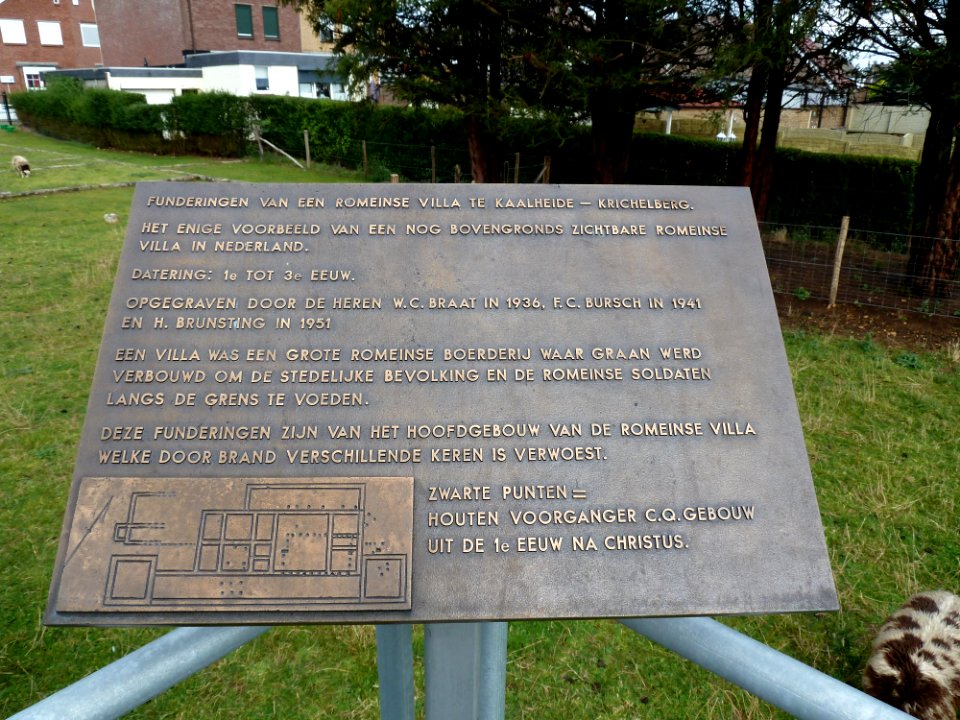 FUNDERINGEN VAN EEN ROMEINSE VILLA TE KAALHEIDE – KRICHELBERG.
HET ENIGE VOORBEELD VAN EEN NOG BOVENGRONDS ZICHTBARE ROMEINSE
VILLA IN NEDERLAND.
DATERING: 1e TOT 3e EEUW.
OPGEGRAVEN DOOR DE HEREN W.C. BRAAT IN 1936, F.C. BURSCH IN 1941
EN H. BRUNSTING IN 1951
EEN VILLA WAS EEN GROTE ROMEINSE BOERDERIJ WAAR GRAAN WERD
VERBOUWD OM DE STEDELIJKE BEVOLKING EN DE ROMEINSE SOLDATEN
LANGS DE GRENS TE VOEDEN.
DEZE FUNDERINGEN ZIJN VAN HET HOOFDGEBOUW VAN DE ROMEINSE VILLA
WELKE DOOR BRAND VERSCHILLENDE KEREN IS VERWOEST.
ZWARTE PUNTEN =
HOUTEN VOORGANGER C.Q. GEBOUW
UIT DE 1e EEUW NA CHRISTUS.